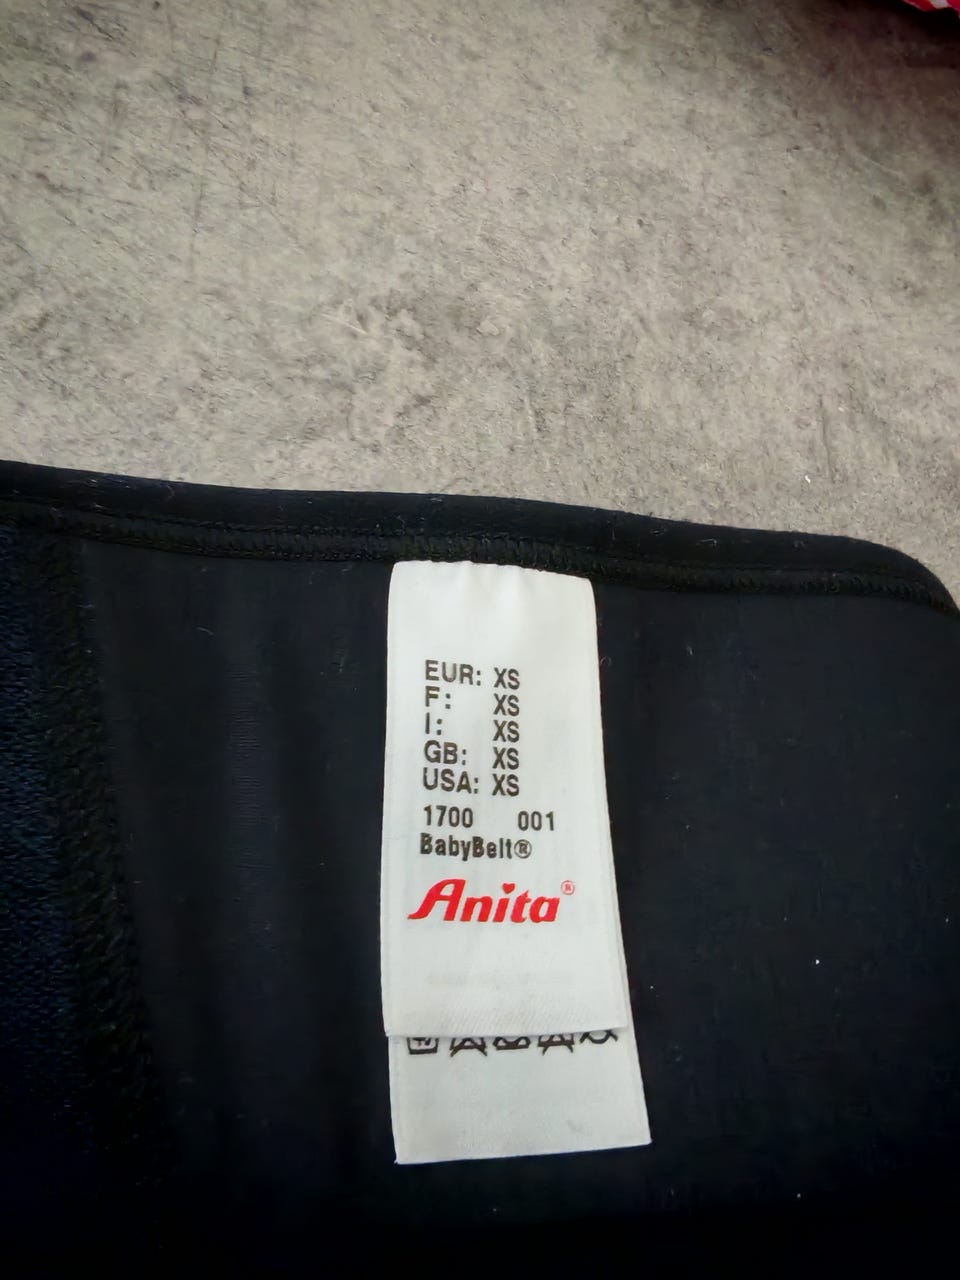 EUR: XS
F: XS
I: XS
GB: XS
USA: XS
1700 001
BabyBelt®
Anita®